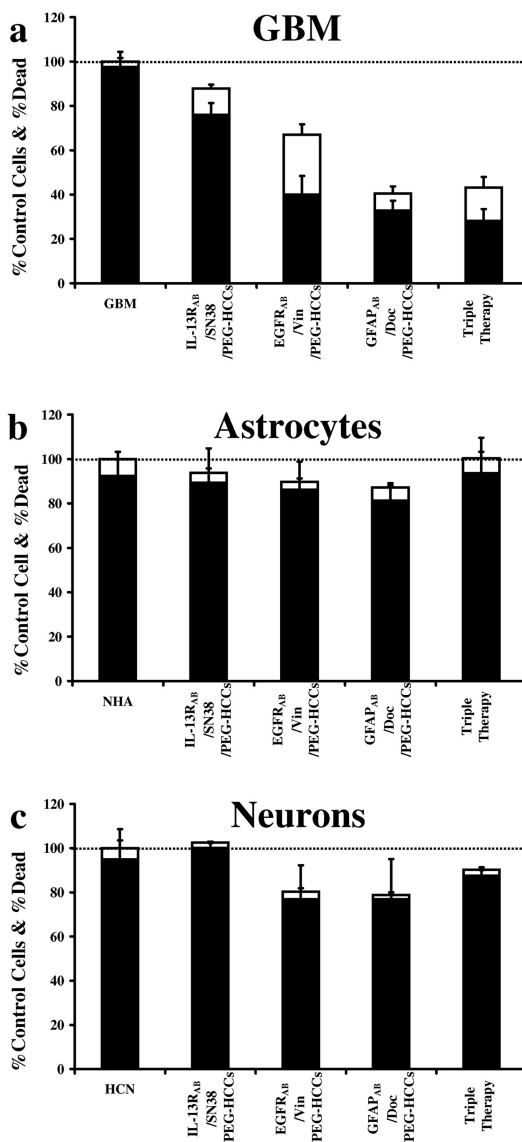 a
GBM
%Control Cells & %Dead
120
100
80
60
40
20
0
GBM
IL-13RAB
/SN38
/PEG-HCCs
EGFRAB
/Vin
/PEG-HCCs
GFAPAB
/Doc
/PEG-HCCs
Triple
Therapy
b
Astrocytes
%Control Cell & %Dead
120
100
80
60
40
20
0
NHA
IL-13RAB
/SN38
/PEG-HCCs
EGFRAB
/Vin
/PEG-HCCs
GFAPAB
/Doc
/PEG-HCCs
Triple
Therapy
c
Neurons
%Control Cells & %Dead
120
100
80
60
40
20
0
HCN
IL-13RAB
/SN38
PEG-HCCs
EGFRAB
/Vin
PEG-HCCs
GFAPAB
/Doc
PEG-HCCs
Triple
Therapy